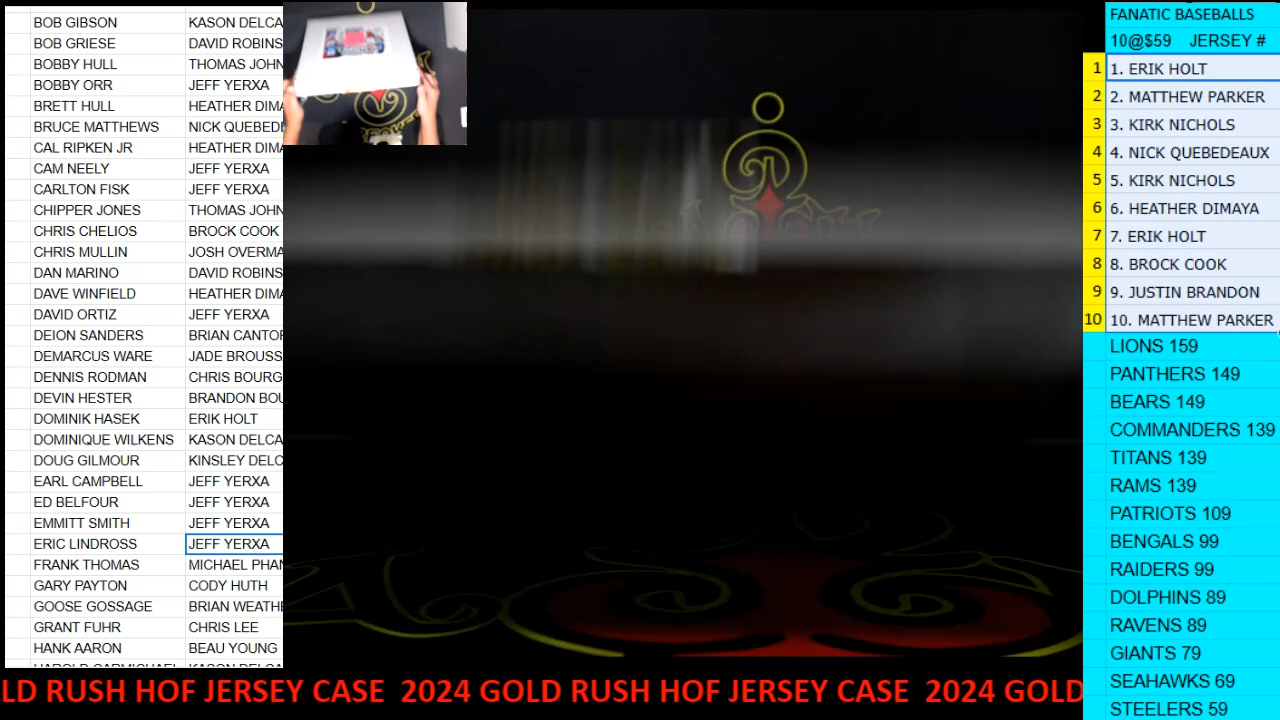 BOB GIBSON KASON DELCA
BOB GRIESE DAVID ROBINS
BOBBY HULL THOMAS JOHN
BOBBY ORR JEFF YERXA
BRETT HULL HEATHER DIMA
BRUCE MATTHEWS NICK QUEBED
CAL RIPKEN JR HEATHER DIMA
CAM NEELY JEFF YERXA
CARLTON FISK JEFF YERXA
CHIPPER JONES THOMAS JOHN
CHRIS CHELIOS BROCK COOK
CHRIS MULLIN JOSH OVERMA
DAN MARINO DAVID ROBINS
DAVE WINFIELD HEATHER DIMA
DAVID ORTIZ JEFF YERXA
DEION SANDERS BRIAN CANTOR
DEMARCUS WARE JADE BROUSS
DENNIS RODMAN CHRIS BOURG
DEVIN HESTER BRANDON BOU
DOMINIK HASEK ERIK HOLT
DOMINIQUE WILKENS KASON DELCA
DOUG GILMOUR KINSLEY DELC
EARL CAMPBELL JEFF YERXA
ED BELFOUR JEFF YERXA
EMMITT SMITH JEFF YERXA
ERIC LINDROSS JEFF YERXA
FRANK THOMAS MICHAEL PHAN
GARY PAYTON CODY HUTH
GOOSE GOSSAGE BRIAN WEATHE
GRANT FUHR CHRIS LEE
HANK AARON BEAU YOUNG
HAROLD CARMICHAEL KASON DELCA
FANATIC BASEBALLS
10@$59 JERSEY #
1 1. ERIK HOLT
2 2. MATTHEW PARKER
3 3. KIRK NICHOLS
4 4. NICK QUEBEDEAUX
5 5. KIRK NICHOLS
6 6. HEATHER DIMAYA
7 7. ERIK HOLT
8 8. BROCK COOK
9 9. JUSTIN BRANDON
10 10. MATTHEW PARKER
LIONS 159
PANTHERS 149
BEARS 149
COMMANDERS 139
TITANS 139
RAMS 139
PATRIOTS 109
BENGALS 99
RAIDERS 99
DOLPHINS 89
RAVENS 89
GIANTS 79
SEAHAWKS 69
STEELERS 59
LD RUSH HOF JERSEY CASE 2024 GOLD RUSH HOF JERSEY CASE 2024 GOLD